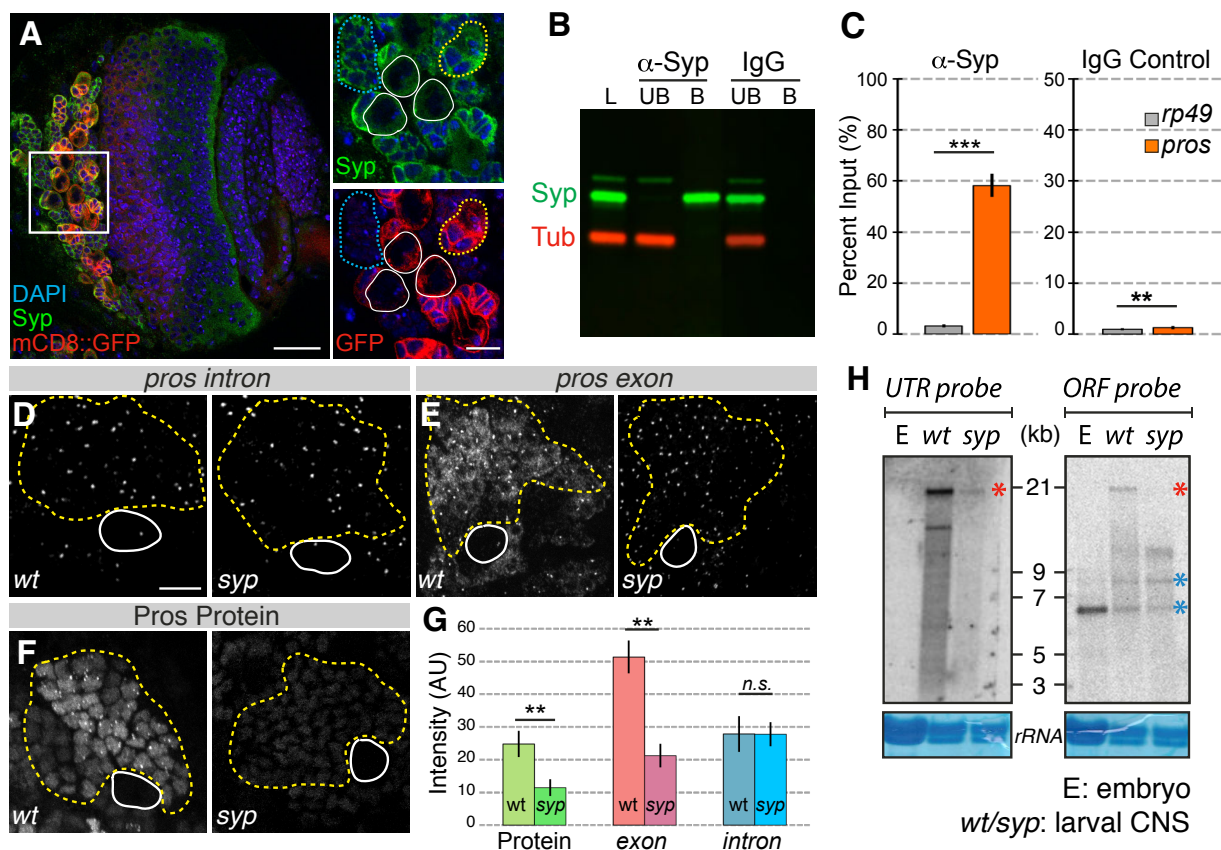 A
DAPI
Syp
mCD8::GFP
Syp
GFP
B
α-Syp IgG
L UB B UB B
Syp
Tub
C
α-Syp IgG Control
Percent Input (%)
100
80
60
40
20
0
***
50
40
30
20
10
0
**
rp49
pros
pros intron
D
wt
syp
pros exon
E
wt
syp
Pros Protein
F
wt
syp
G
Intensity (AU)
60
50
40
30
20
10
0
** ** n.s.
wt syp wt syp wt syp
Protein exon intron
H
UTR probe ORF probe
E wt syp (kb) E wt syp
* 21 *
9
*
7
*
5
3
rRNA
E: embryo
wt/syp: larval CNS